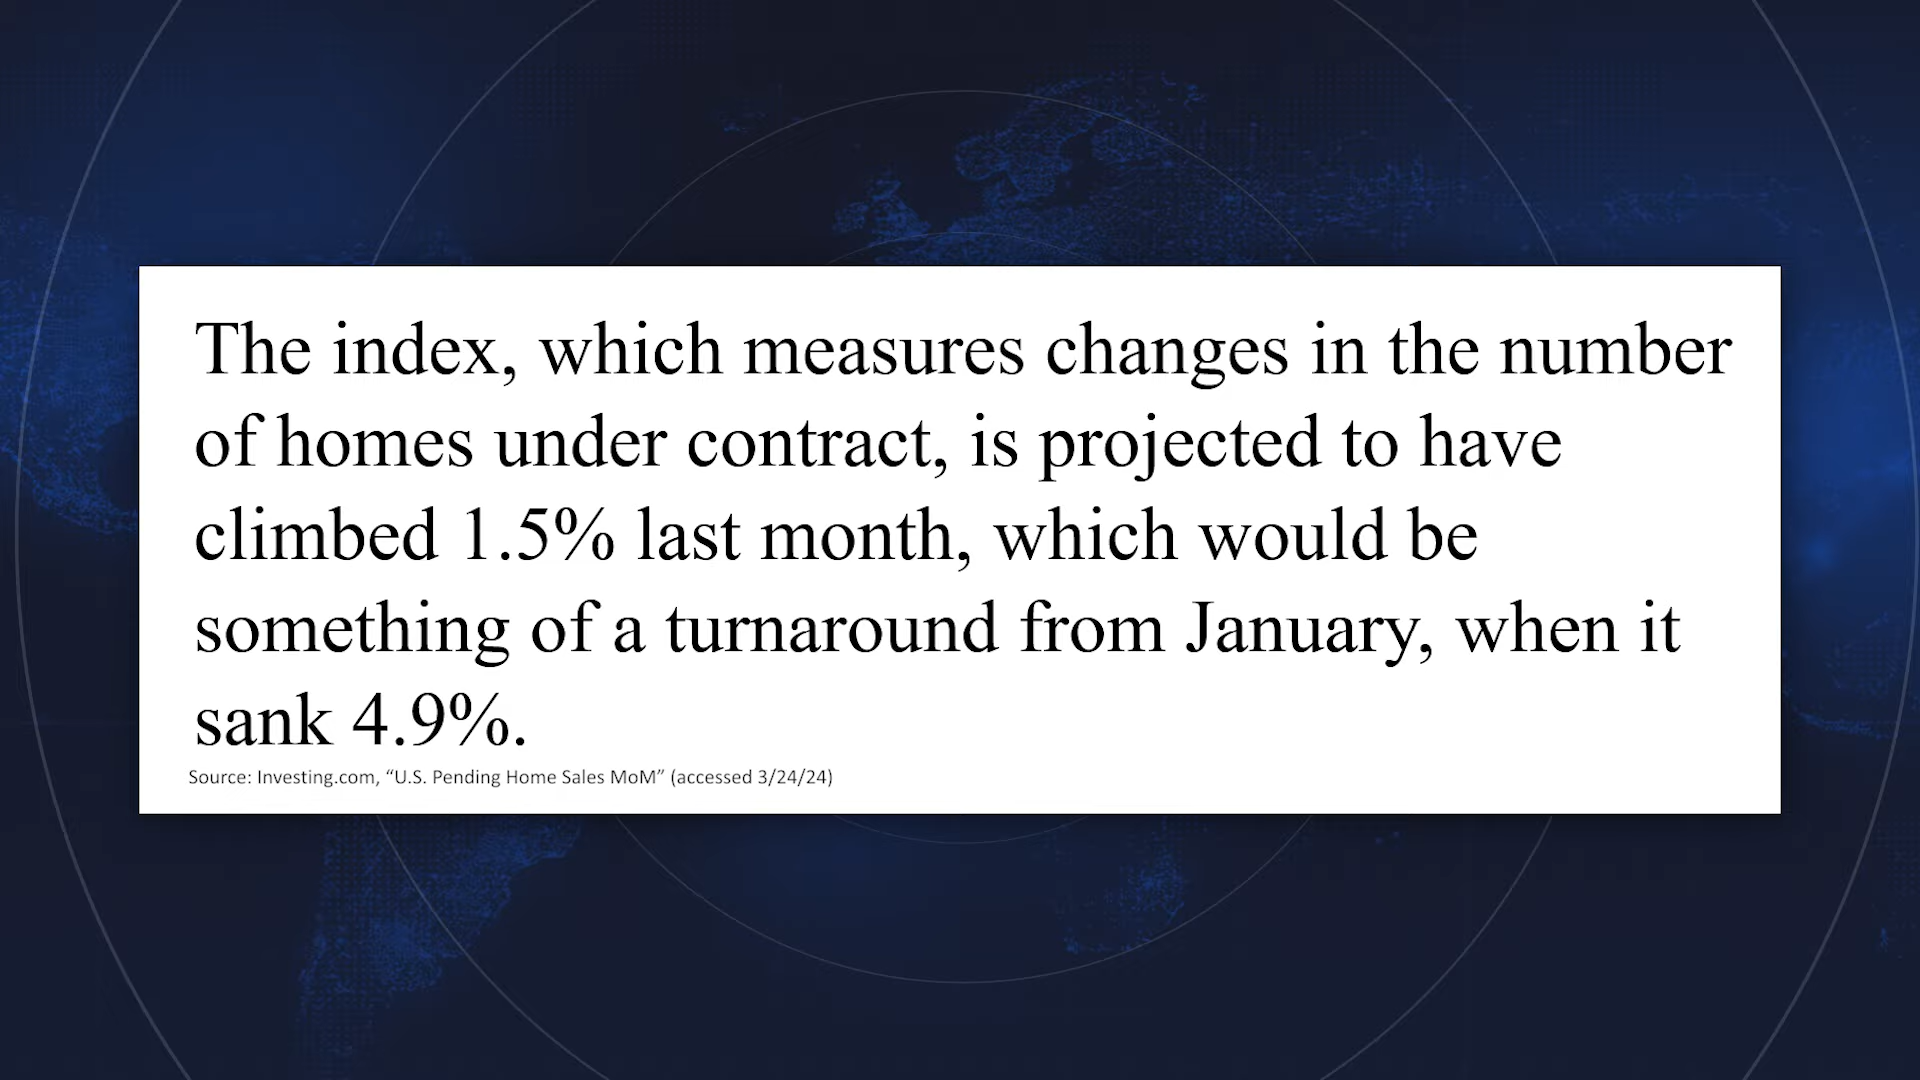 The index, which measures changes in the number
of homes under contract, is projected to have
climbed 1.5% last month, which would be
something of a turnaround from January, when it
sank 4.9%.
Source: Investing.com, “U.S. Pending Home Sales MoM” (accessed 3/24/24)